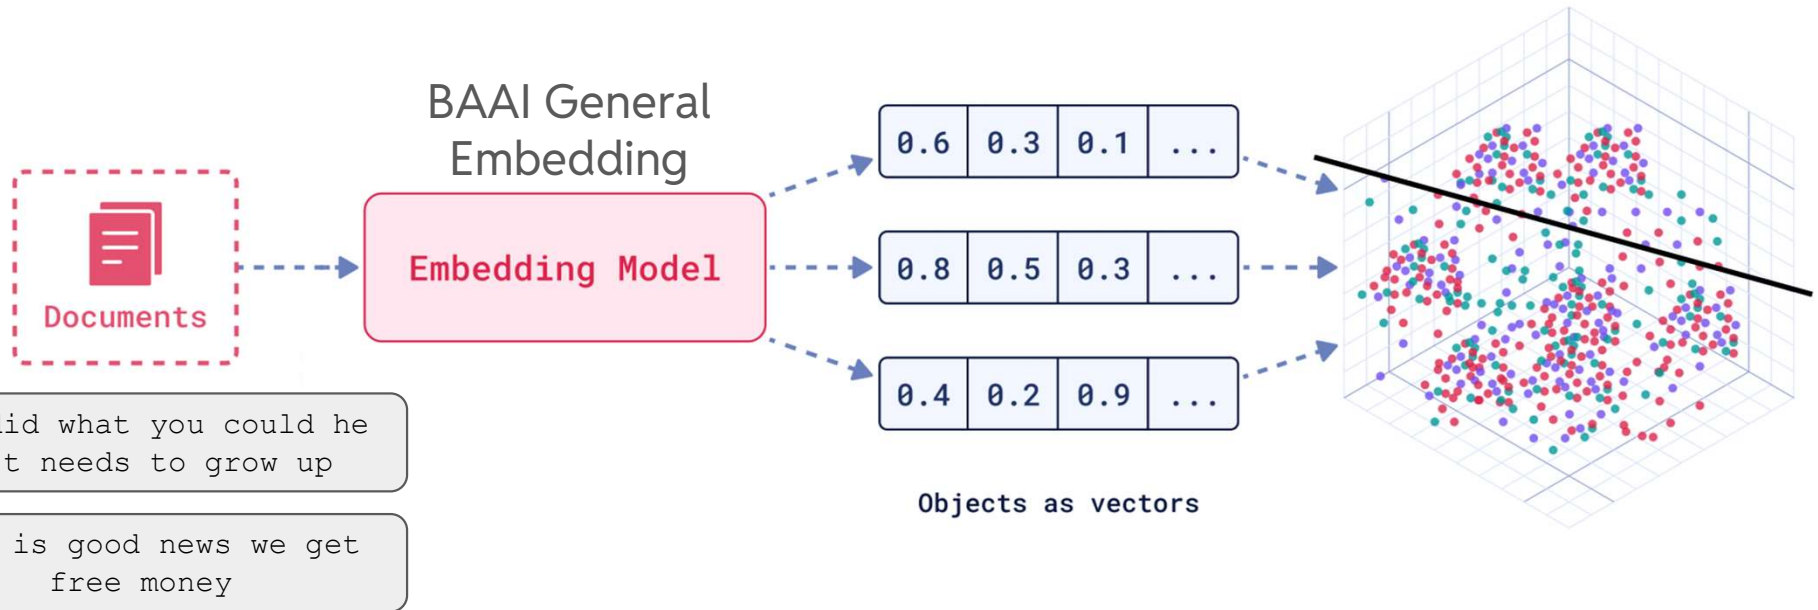 BAAI General
Embedding
Documents
Embedding Model
0.6 0.3 0.1 ...
0.8 0.5 0.3 ...
0.4 0.2 0.9 ...
Objects as vectors
what you could he
needs to grow up
is good news we get
free money